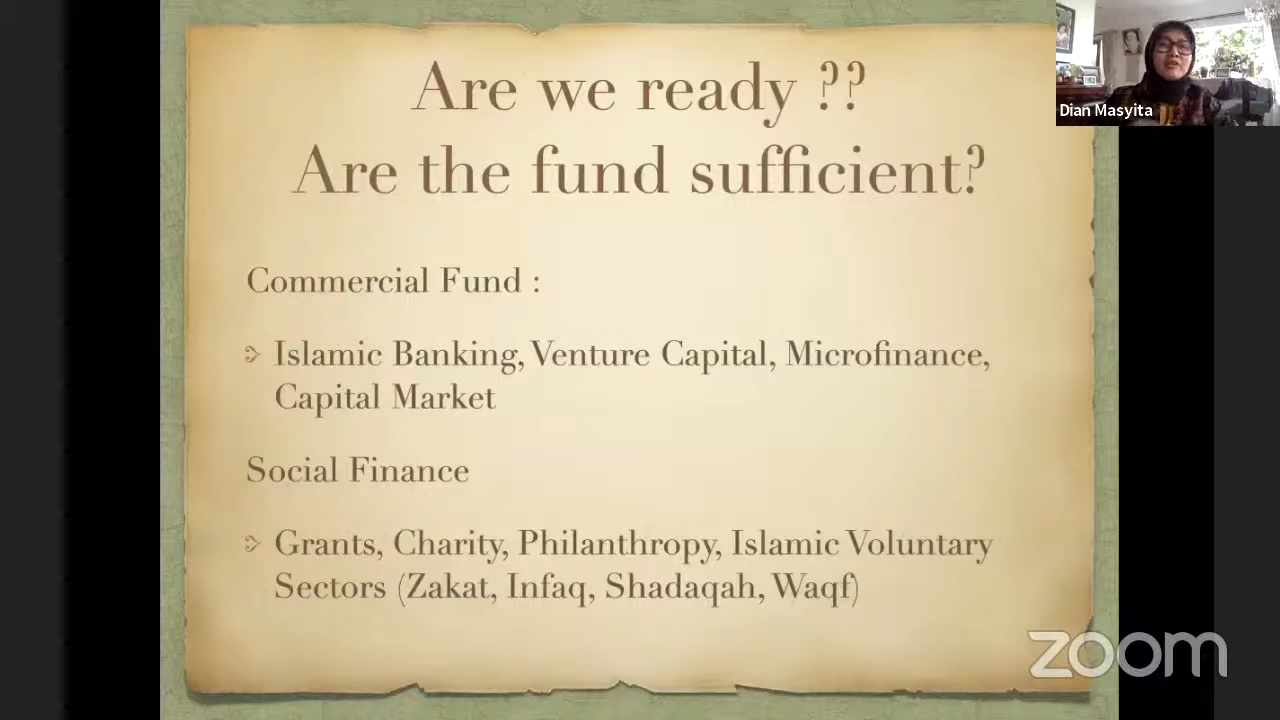 Are we ready ??
Are the fund sufficient?
Commercial Fund :
Islamic Banking, Venture Capital, Microfinance,
Capital Market
Social Finance
Grants, Charity, Philanthropy, Islamic Voluntary
Sectors (Zakat, Infaq, Shadaqah, Waqf)
Dian Masyita
zoom